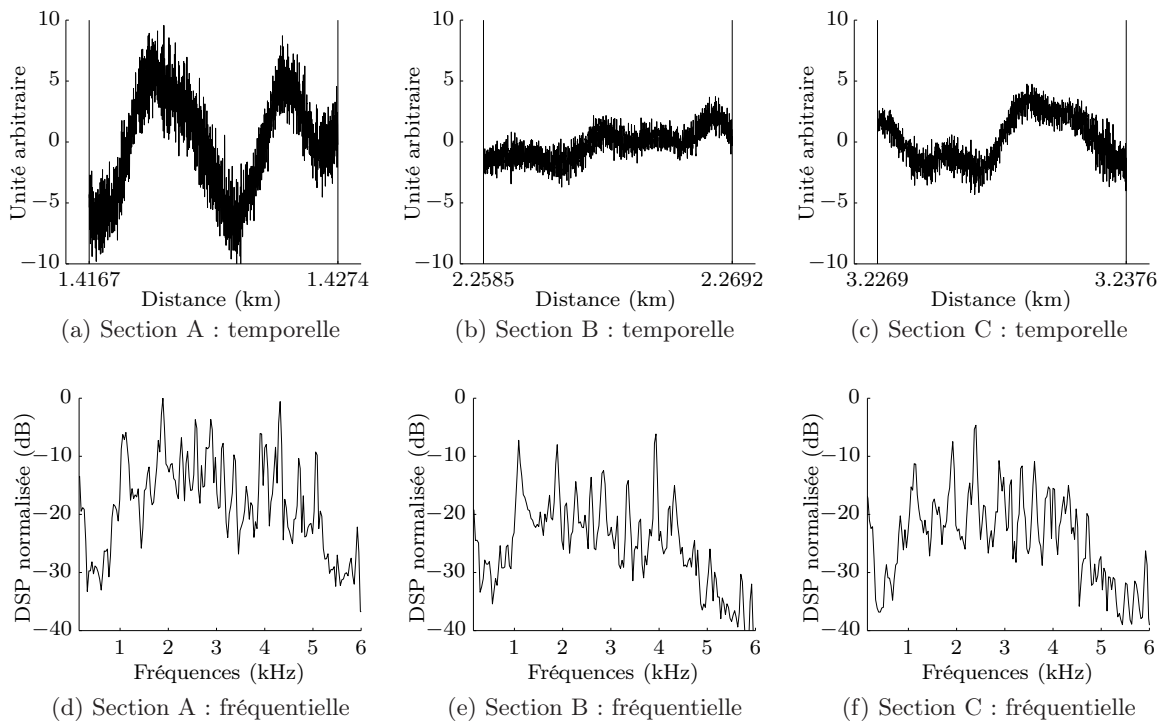 10
5
0
−5
−10
Unité arbitraire
1.4167
1.4274
Distance (km)
(a) Section A : temporelle
10
5
0
−5
−10
Unité arbitraire
2.2585
2.2692
Distance (km)
(b) Section B : temporelle
10
5
0
−5
−10
Unité arbitraire
3.2269
3.2376
Distance (km)
(c) Section C : temporelle
0
−10
−20
−30
−40
DSP normalisée (dB)
1 2 3 4 5 6
Fréquences (kHz)
(d) Section A : fréquentielle
0
−10
−20
−30
−40
DSP normalisée (dB)
1 2 3 4 5 6
Fréquences (kHz)
(e) Section B : fréquentielle
0
−10
−20
−30
−40
DSP normalisée (dB)
1 2 3 4 5 6
Fréquences (kHz)
(f) Section C : fréquentielle